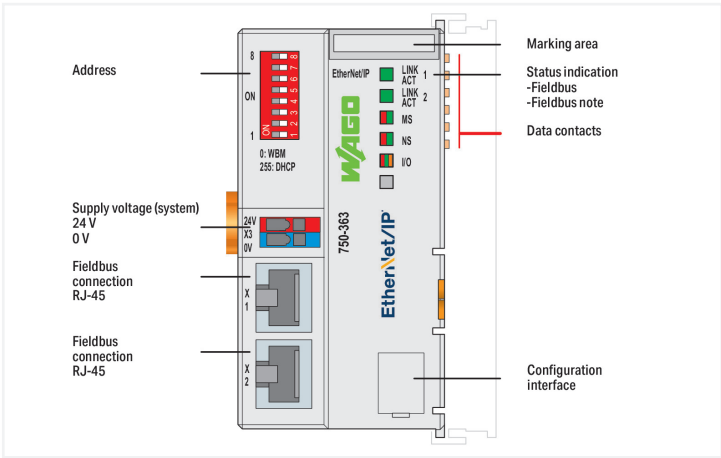 Address
8
ON
1
ON
1 2 3 4 5 6 7 8
0: WBM
255: DHCP
Supply voltage (system)
24 V
0 V
24V
X3
0V
Fieldbus
connection
RJ-45
X
1
Fieldbus
connection
RJ-45
X
2
EtherNet/IP
LINK
ACT 1
LINK
ACT 2
MS
NS
I/O
WAGO
750-363
EtherNet/IP
Marking area
Status indication
-Fieldbus
-Fieldbus note
Data contacts
Configuration
interface